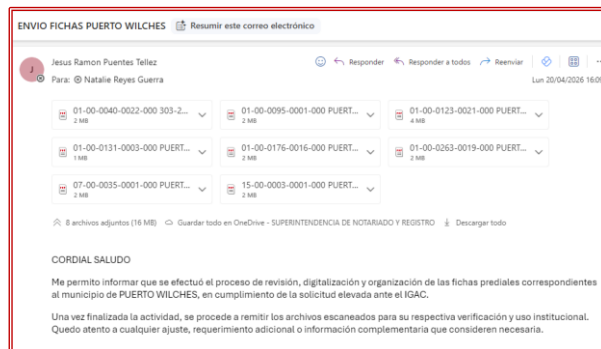 ENVIO FICHAS PUERTO WILCHES Resumir este correo electrónico
J
Jesus Ramon Puentes Tellez
Responder Responder a todos Reenviar
Para: Natalie Reyes Guerra
Lun 20/04/2026 16:09
01-00-0040-0022-000 303-2... 01-00-0095-0001-000 PUERT... 01-00-0123-0021-000 PUERT...
2 MB 2 MB 4 MB
01-00-0131-0003-000 PUERT... 01-00-0176-0016-000 PUERT... 01-00-0263-0019-000 PUERT...
1 MB 2 MB 2 MB
07-00-0035-0001-000 PUERT... 15-00-0003-0001-000 PUERT...
2 MB 2 MB
8 archivos adjuntos (16 MB) Guardar todo en OneDrive - SUPERINTENDENCIA DE NOTARIADO Y REGISTRO Descargar todo
CORDIAL SALUDO
Me permito informar que se efectuó el proceso de revisión, digitalización y organización de las fichas prediales correspondientes
al municipio de PUERTO WILCHES, en cumplimiento de la solicitud elevada ante el IGAC.
Una vez finalizada la actividad, se procede a remitir los archivos escaneados para su respectiva verificación y uso institucional.
Quedo atento a cualquier ajuste, requerimiento adicional o información complementaria que consideren necesaria.